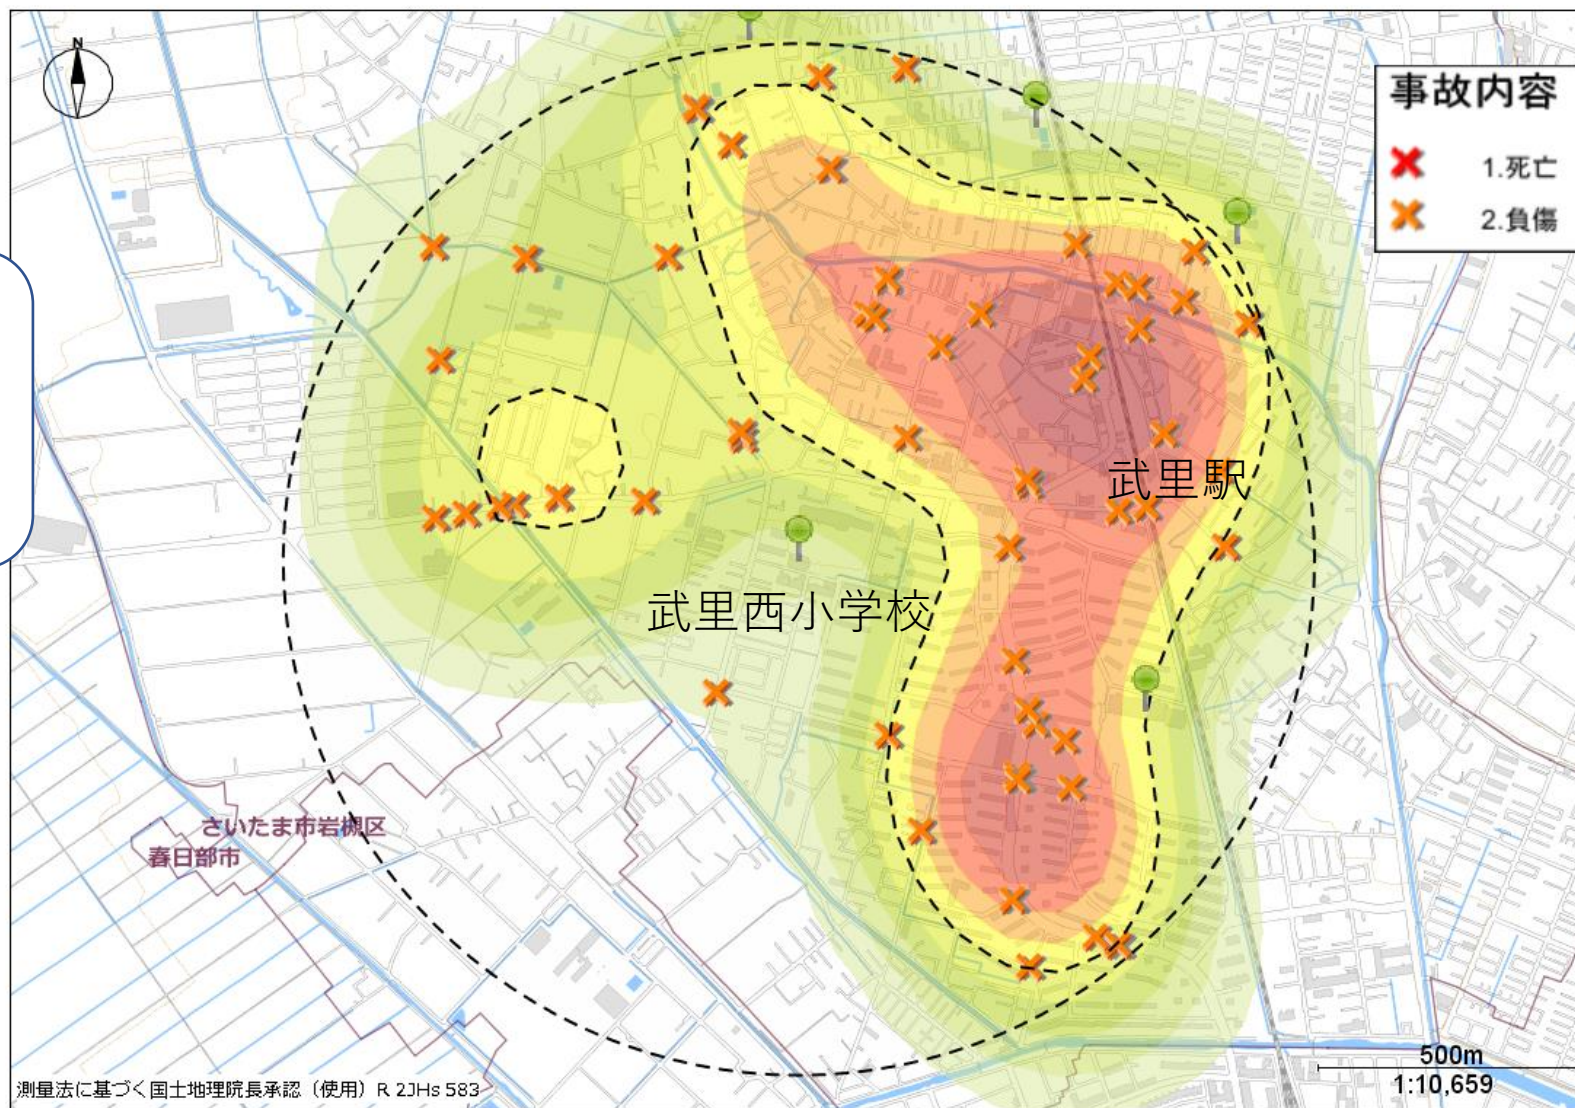 N
事故内容
1.死亡
2.負傷
武里駅
武里西小学校
さいたま市岩槻区
春日部市
500m
1:10,659
測量法に基づく国土地理院長承認（使用）R 2JHs 583